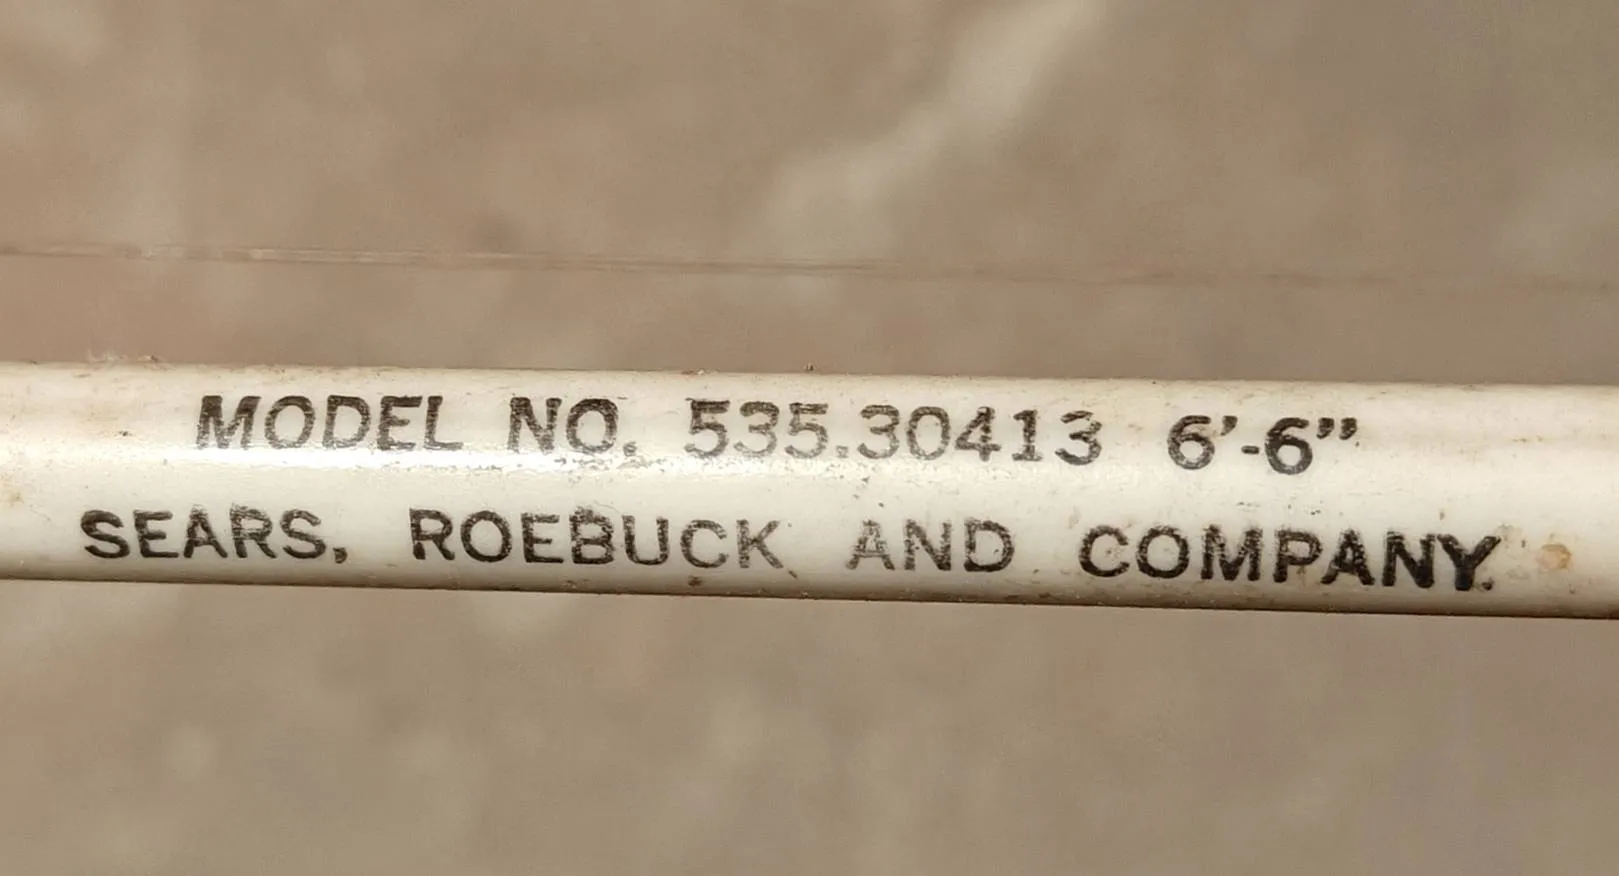 MODEL NO. 535.30413 6'-6"
SEARS, ROEBUCK AND COMPANY.